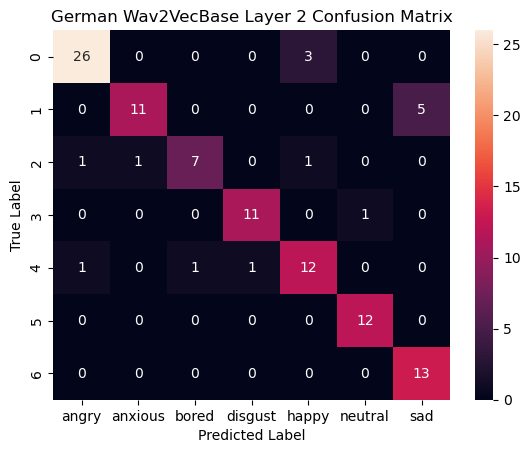 German Wav2VecBase Layer 2 Confusion Matrix
0 26 0 0 0 3 0 0
1 0 11 0 0 0 0 5
2 1 1 7 0 1 0 0
3 0 0 0 11 0 1 0
4 1 0 1 1 12 0 0
5 0 0 0 0 0 12 0
6 0 0 0 0 0 0 13
angry anxious bored disgust happy neutral sad
Predicted Label
True Label
25
20
15
10
5
0